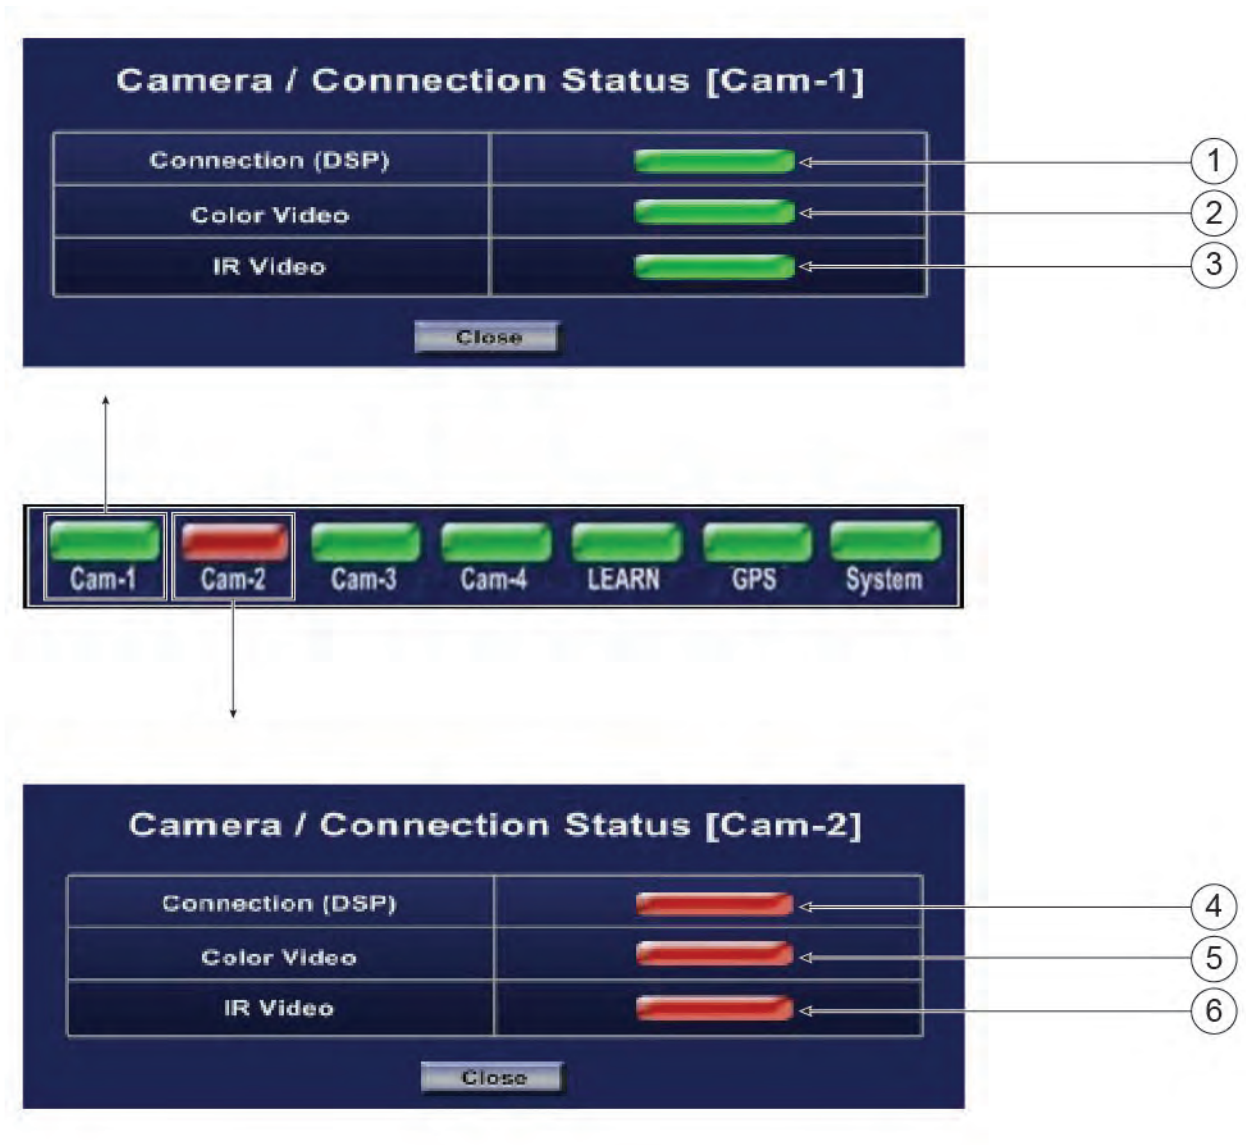 Camera / Connection Status [Cam-1]
Connection (DSP)
1
Color Video
2
IR Video
3
Close
Cam-1 Cam-2 Cam-3 Cam-4 LEARN GPS System
Camera / Connection Status [Cam-2]
Connection (DSP)
4
Color Video
5
IR Video
6
Close